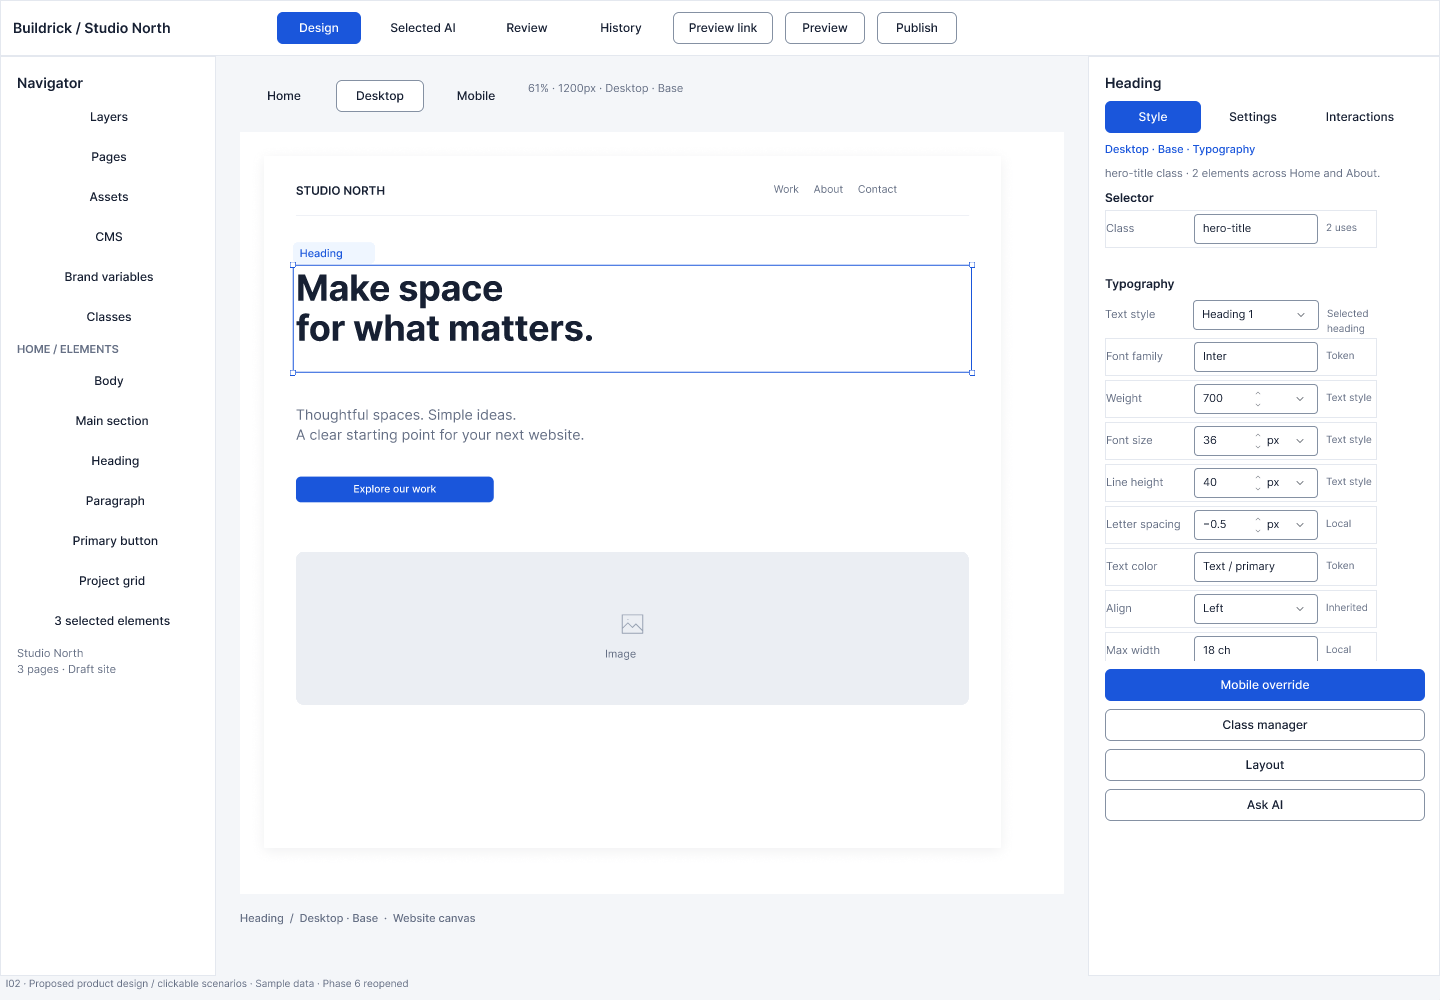 Buildrick / Studio North
Design
Selected AI
Review
History
Preview link
Preview
Publish
Navigator
Layers
Pages
Assets
CMS
Brand variables
Classes
HOME / ELEMENTS
Body
Main section
Heading
Paragraph
Primary button
Project grid
3 selected elements
Studio North
3 pages · Draft site
Home
Desktop
Mobile
61% · 1200px · Desktop · Base
STUDIO NORTH
Work
About
Contact
Heading
Make space
for what matters.
Thoughtful spaces. Simple ideas.
A clear starting point for your next website.
Explore our work
Image
Heading / Desktop · Base · Website canvas
Heading
Style
Settings
Interactions
Desktop · Base · Typography
hero-title class · 2 elements across Home and About.
Selector
Class
hero-title
2 uses
Typography
Text style
Heading 1
Selected
heading
Font family
Inter
Token
Weight
700
Text style
Font size
36
px
Text style
Line height
40
px
Text style
Letter spacing
−0.5
px
Local
Text color
Text / primary
Token
Align
Left
Inherited
Max width
18 ch
Local
Mobile override
Class manager
Layout
Ask AI
I02 · Proposed product design / clickable scenarios · Sample data · Phase 6 reopened